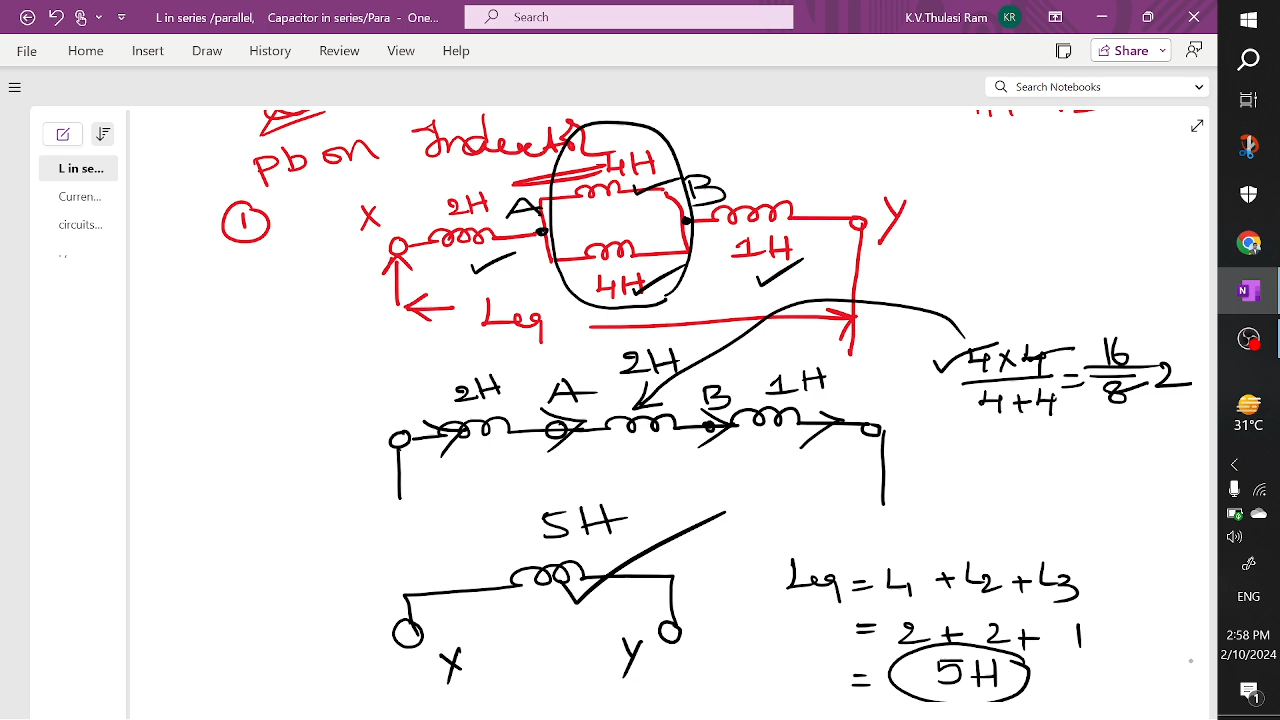 L in series /parallel, Capacitor in series/Para - One...
Search
K.V.Thulasi Ram
KR
File Home Insert Draw History Review View Help
Share
Search Notebooks
L in se...
Curren...
circuits...
pb on
1
X 2H A 4H B Y
4H 1H
Leq
2H A 2H B 1H
4 x 4 / 4 + 4 = 16 / 8 2
5H
X Y
Leq = L1 + L2 + L3
= 2 + 2 + 1
= 5H
31°C
ENG
2:58 PM
2/10/2024
1